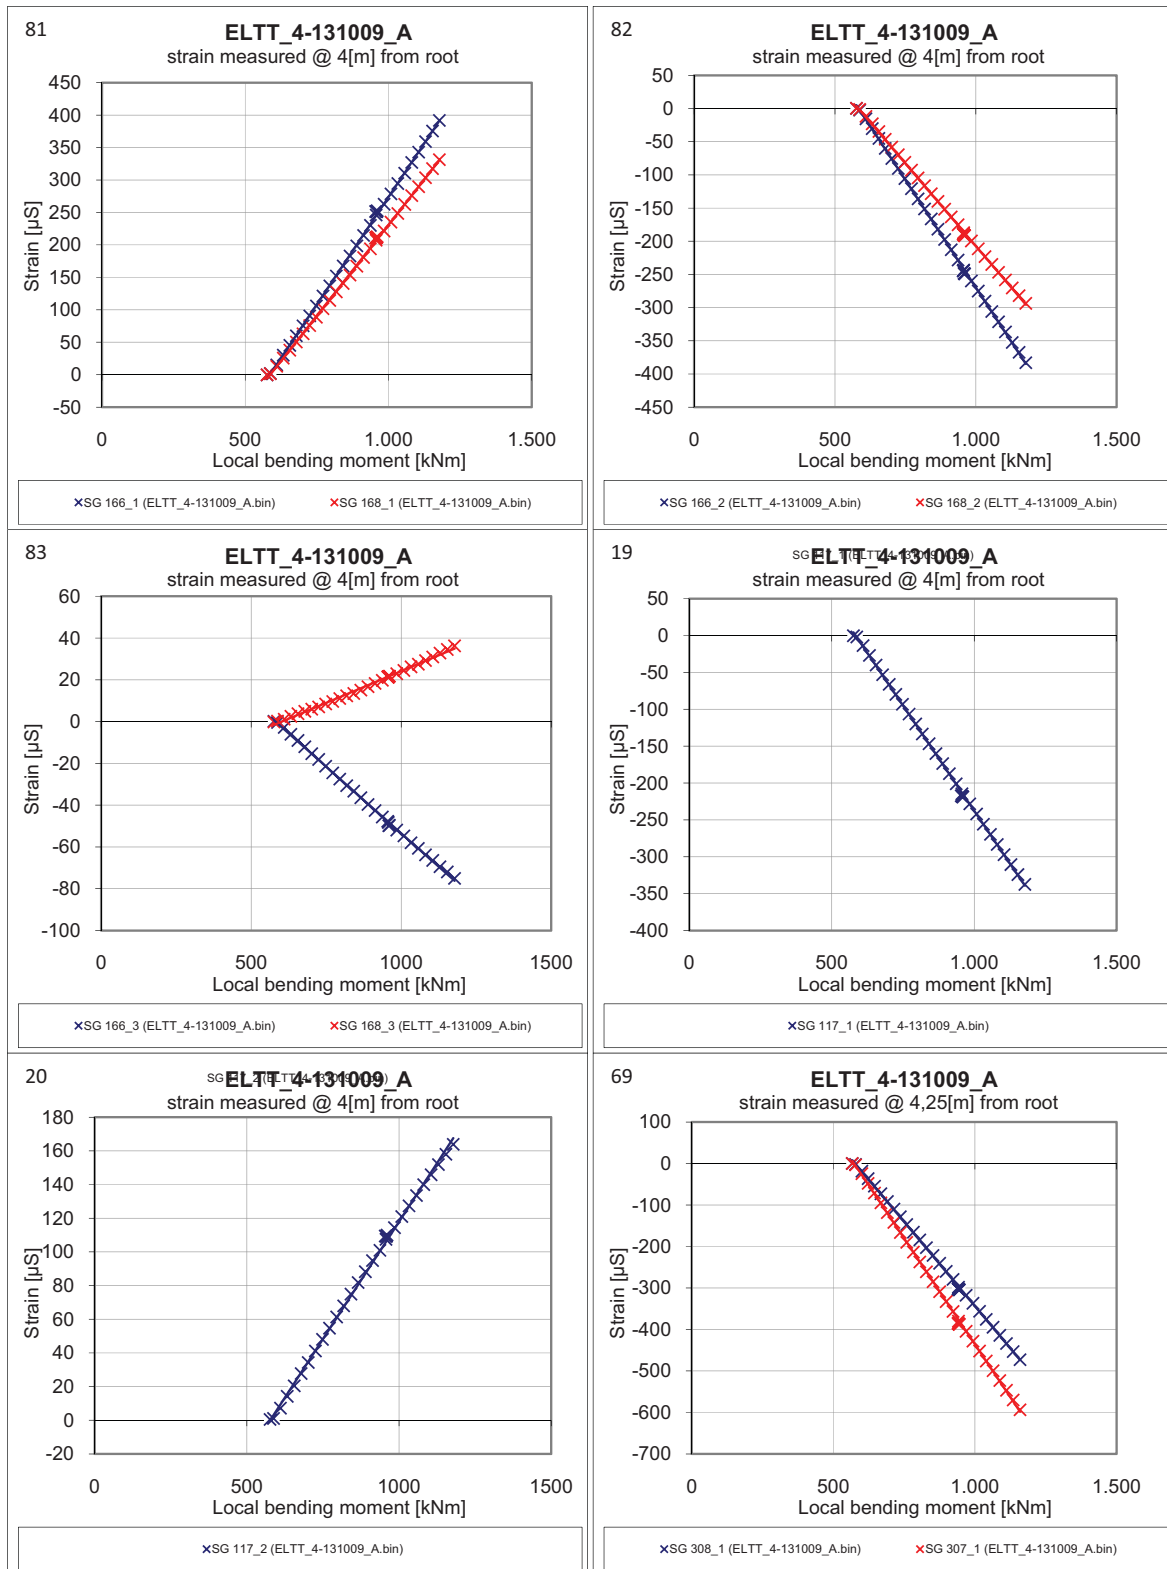 81
ELTT_4-131009_A
strain measured @ 4[m] from root
450
400
350
300
250
200
150
100
50
0
-50
Strain [µS]
0 500 1.000 1.500
Local bending moment [kNm]
SG 166_1 (ELTT_4-131009_A.bin) SG 168_1 (ELTT_4-131009_A.bin)
82
ELTT_4-131009_A
strain measured @ 4[m] from root
50
0
-50
-100
-150
-200
-250
-300
-350
-400
-450
Strain [µS]
0 500 1.000 1.500
Local bending moment [kNm]
SG 166_2 (ELTT_4-131009_A.bin) SG 168_2 (ELTT_4-131009_A.bin)
83
ELTT_4-131009_A
strain measured @ 4[m] from root
60
40
20
0
-20
-40
-60
-80
-100
Strain [µS]
0 500 1000 1500
Local bending moment [kNm]
SG 166_3 (ELTT_4-131009_A.bin) SG 168_3 (ELTT_4-131009_A.bin)
19
SG 117_1 (ELTT_4-131009_A.bin)
ELTT_4-131009_A
strain measured @ 4[m] from root
50
0
-50
-100
-150
-200
-250
-300
-350
-400
Strain [µS]
0 500 1.000 1.500
Local bending moment [kNm]
SG 117_1 (ELTT_4-131009_A.bin)
20
SG 117_2 (ELTT_4-131009_A.bin)
ELTT_4-131009_A
strain measured @ 4[m] from root
180
160
140
120
100
80
60
40
20
0
-20
Strain [µS]
0 500 1000 1500
Local bending moment [kNm]
SG 117_2 (ELTT_4-131009_A.bin)
69
ELTT_4-131009_A
strain measured @ 4,25[m] from root
100
0
-100
-200
-300
-400
-500
-600
-700
Strain [µS]
0 500 1.000 1.500
Local bending moment [kNm]
SG 308_1 (ELTT_4-131009_A.bin) SG 307_1 (ELTT_4-131009_A.bin)